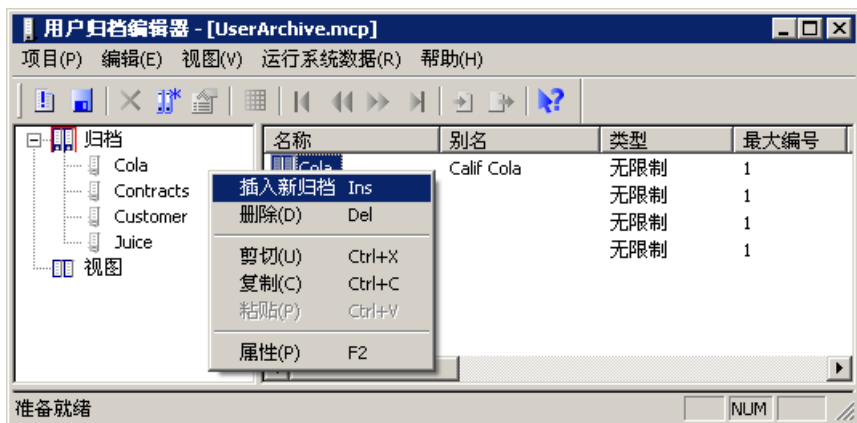 用户归档编辑器 - [UserArchive.mcp]
项目(P) 编辑(E) 视图(V) 运行系统数据(R) 帮助(H)
归档
Cola
Contracts
Customer
Juice
视图
名称 别名 类型 最大编号
Cola Calif Cola 无限制 1
无限制 1
无限制 1
无限制 1
插入新归档 Ins
删除(D) Del
剪切(U) Ctrl+X
复制(C) Ctrl+C
粘贴(P) Ctrl+V
属性(P) F2
准备就绪 NUM